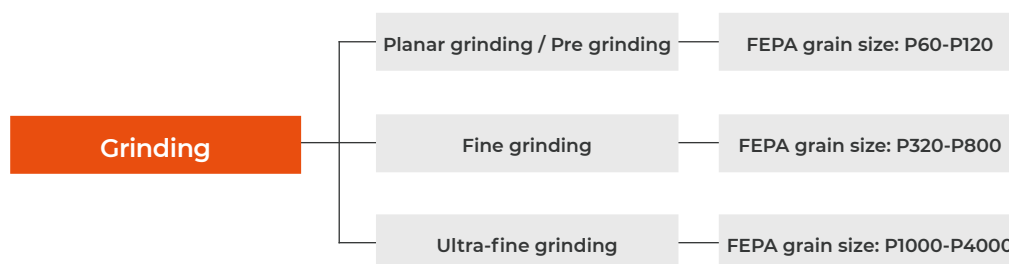 Planar grinding / Pre grinding
FEPA grain size: P60-P120
Grinding
Fine grinding
FEPA grain size: P320-P800
Ultra-fine grinding
FEPA grain size: P1000-P4000